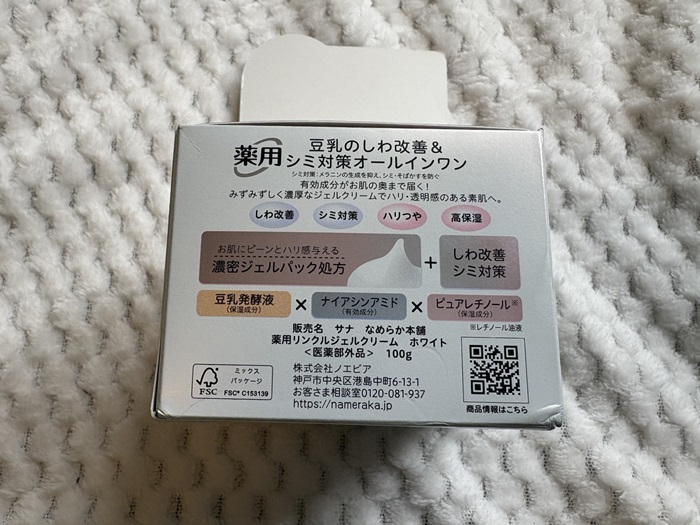 薬用 豆乳のしわ改善&
シミ対策オールインワン
シミ対策:メラニンの生成を抑え、シミ・そばかすを防ぐ
有効成分がお肌の奥まで届く!
みずみずしく濃厚なジェルクリームでハリ・透明感のある素肌へ。
しわ改善 シミ対策 ハリつや 高保湿
お肌にピーンとハリ感与える
濃密ジェルパック処方
+
しわ改善
シミ対策
豆乳発酵液
(保湿成分)
×
ナイアシンアミド
(有効成分)
×
ピュアレチノール※
(保湿成分)
※レチノール油液
販売名 サナ なめらか本舗
薬用リンクルジェルクリーム ホワイト
<医薬部外品> 100g
株式会社ノエビア
神戸市中央区港島中町6-13-1
お客さま相談室0120-081-937
https://nameraka.jp/
FSC
ミックス
パッケージ
FSC® C153139
商品情報はこちら